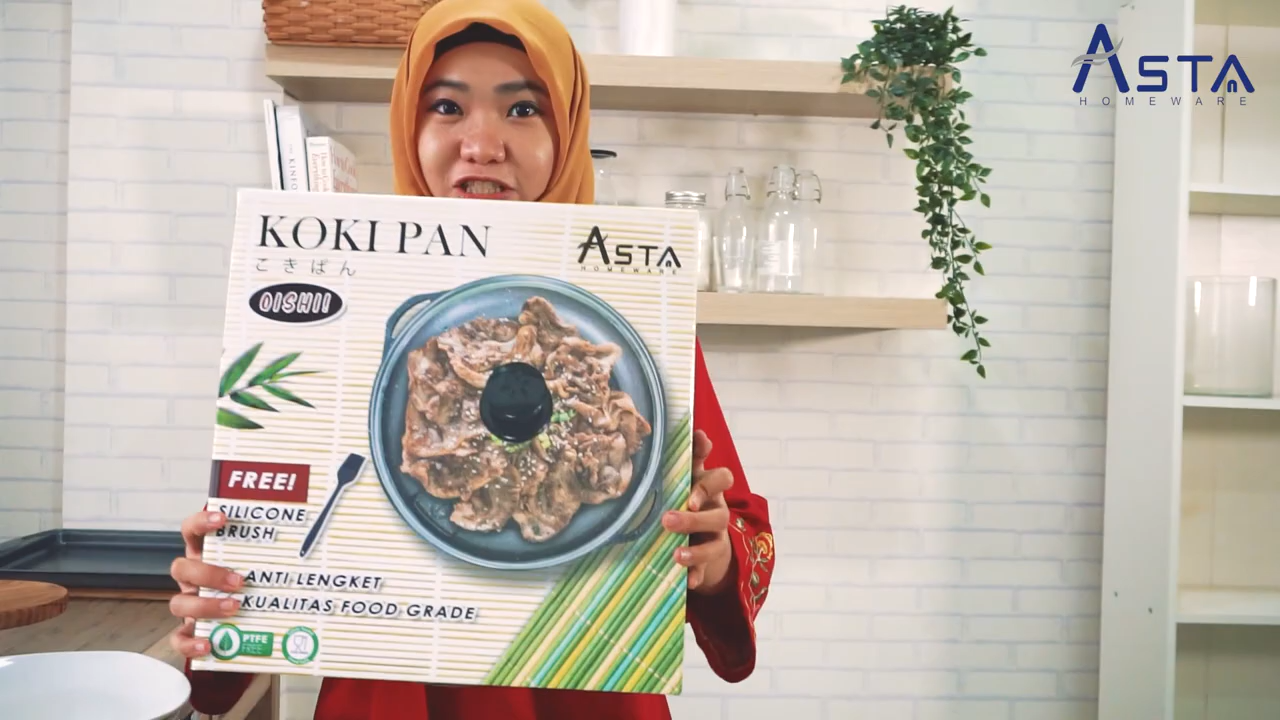 ASTA
HOMEWARE
KOKI PAN
こきぱん
OISHI!
ASTA
HOMEWARE
FREE!
SILICONE
BRUSH
ANTI LENGKET
KUALITAS FOOD GRADE
PTFE
FREE